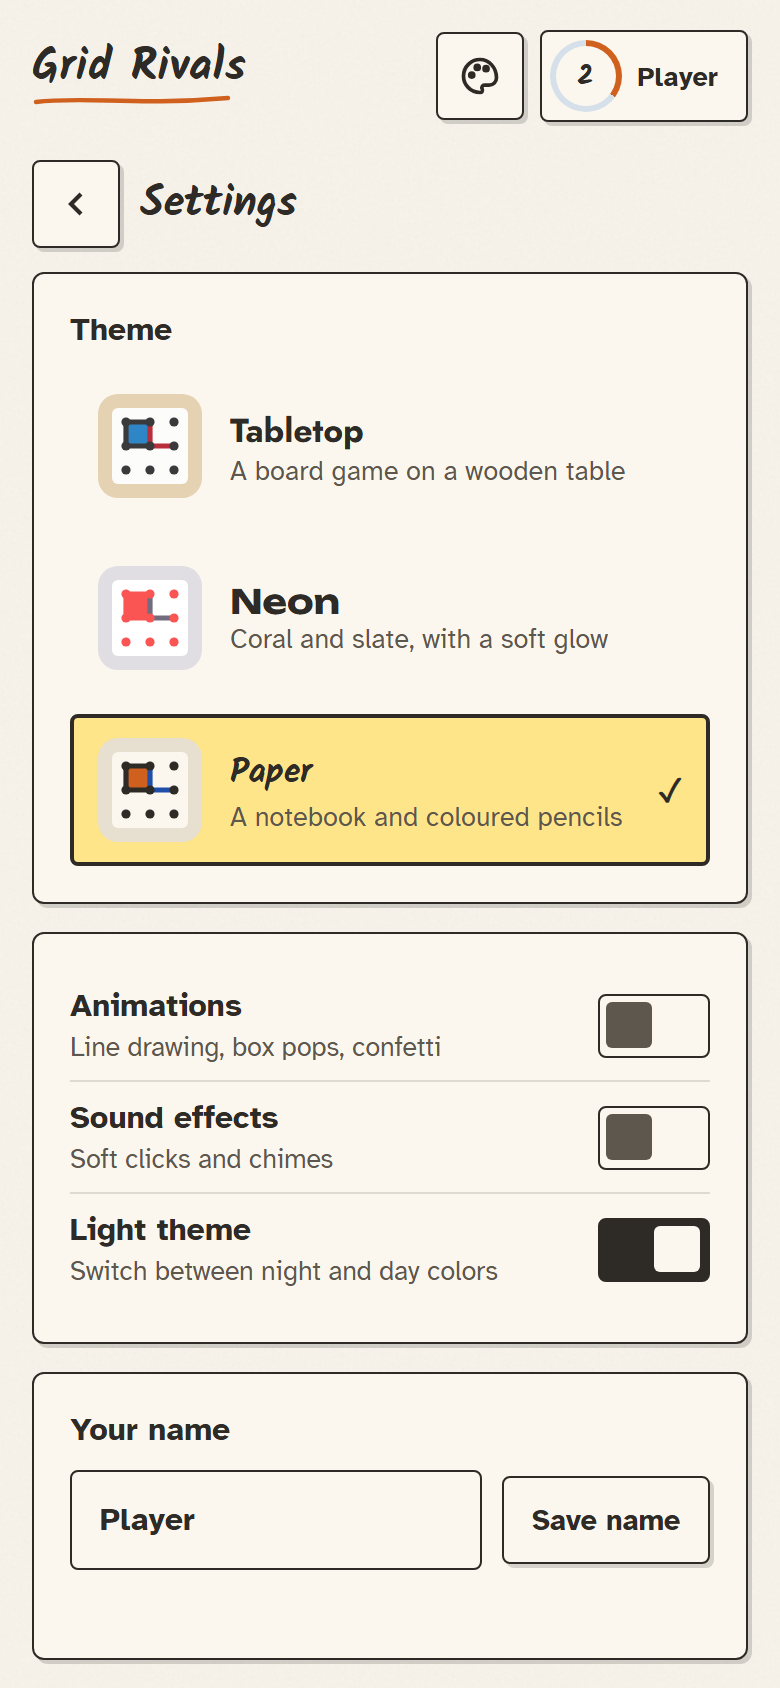 Grid Rivals
2
Player
Settings
Theme
Tabletop
A board game on a wooden table
Neon
Coral and slate, with a soft glow
Paper
A notebook and coloured pencils
✓
Animations
Line drawing, box pops, confetti
Sound effects
Soft clicks and chimes
Light theme
Switch between night and day colors
Your name
Player
Save name